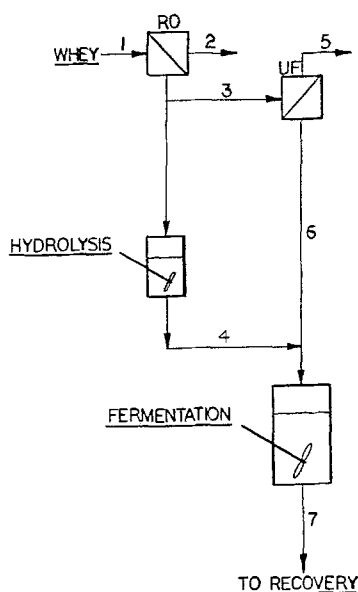 RO
WHEY 1 2
UF 5
3
6
HYDROLYSIS
4
FERMENTATION
7
TO RECOVERY